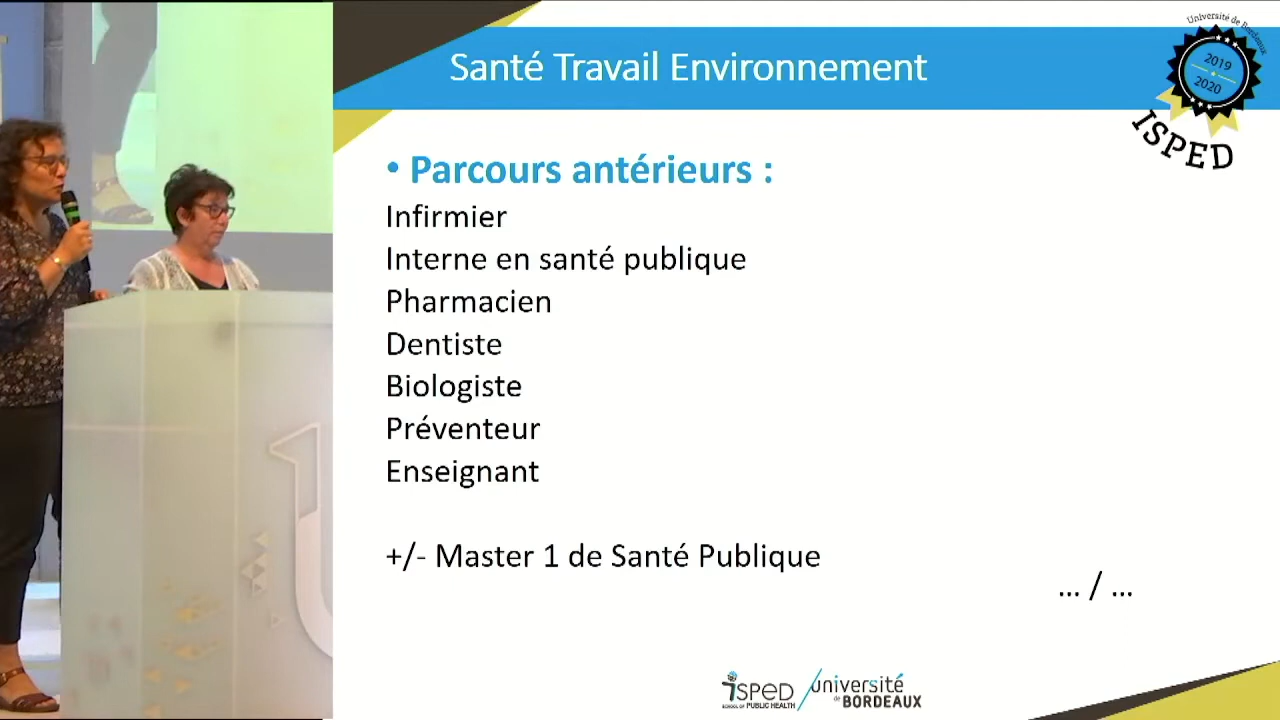 Santé Travail Environnement
Université de Bordeaux
2019
2020
ISPED
• Parcours antérieurs :
Infirmier
Interne en santé publique
Pharmacien
Dentiste
Biologiste
Préventeur
Enseignant
+/- Master 1 de Santé Publique
... / ...
isped
SCHOOL OF PUBLIC HEALTH
université
de BORDEAUX